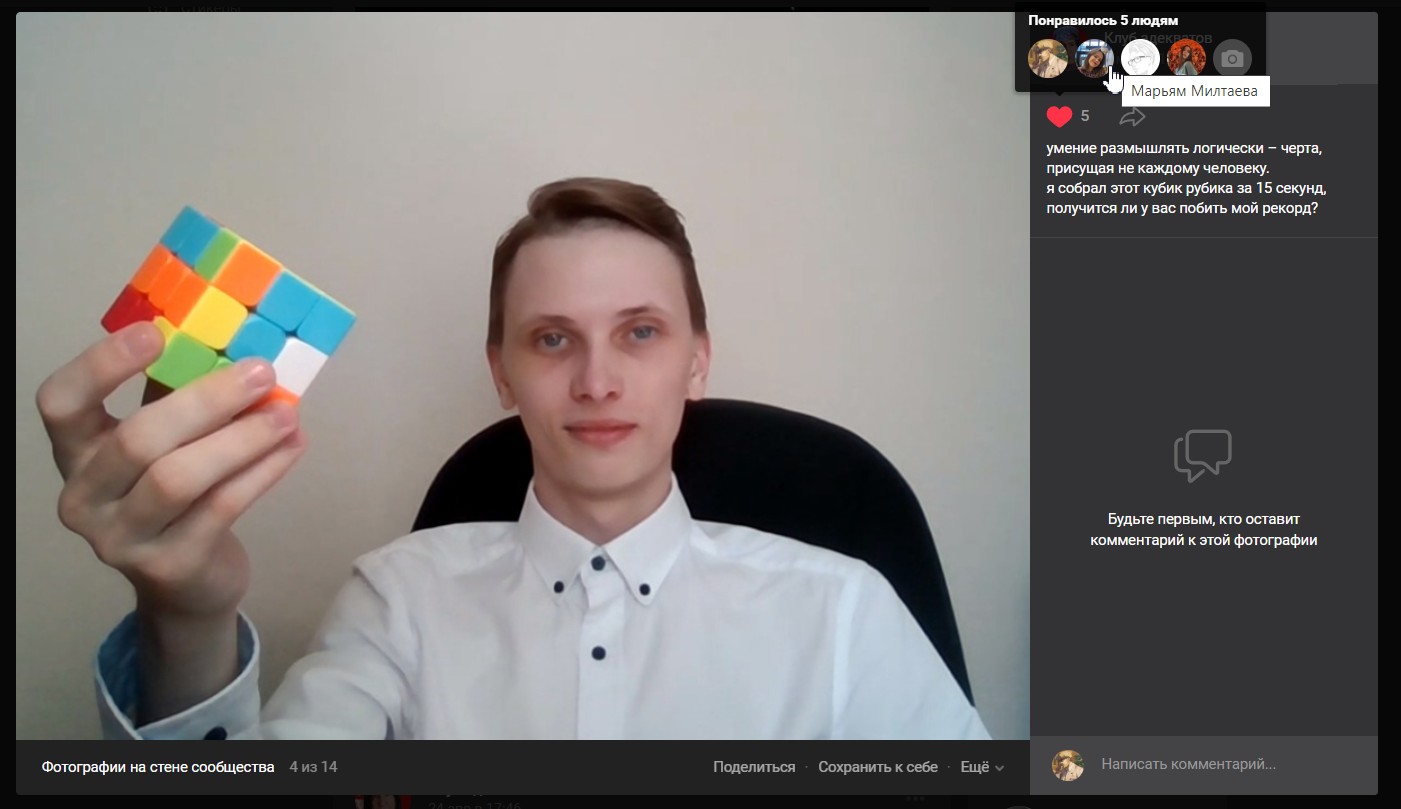 Понравилось 5 людям
Клуб адекватов
Марьям Милтаева
5
умение размышлять логически – черта,
присущая не каждому человеку.
я собрал этот кубик рубика за 15 секунд,
получится ли у вас побить мой рекорд?
Будьте первым, кто оставит
комментарий к этой фотографии
Фотографии на стене сообщества 4 из 14
Поделиться · Сохранить к себе · Ещё
Написать комментарий...